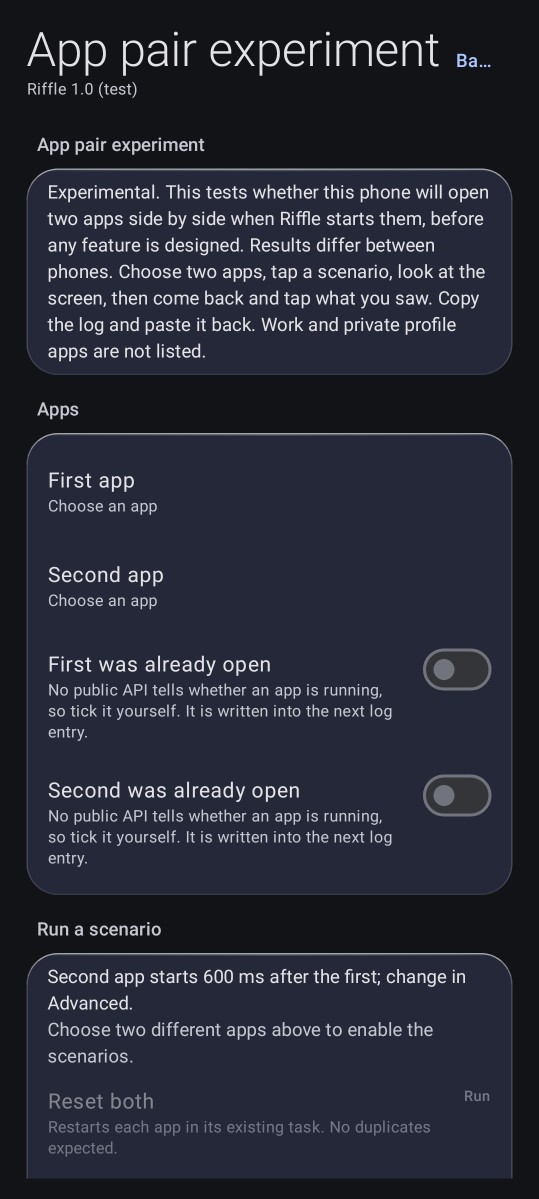 App pair experiment
Ba…
Riffle 1.0 (test)
App pair experiment
Experimental. This tests whether this phone will open
two apps side by side when Riffle starts them, before
any feature is designed. Results differ between
phones. Choose two apps, tap a scenario, look at the
screen, then come back and tap what you saw. Copy
the log and paste it back. Work and private profile
apps are not listed.
Apps
First app
Choose an app
Second app
Choose an app
First was already open
No public API tells whether an app is running,
so tick it yourself. It is written into the next log
entry.
Second was already open
No public API tells whether an app is running,
so tick it yourself. It is written into the next log
entry.
Run a scenario
Second app starts 600 ms after the first; change in
Advanced.
Choose two different apps above to enable the
scenarios.
Reset both
Run
Restarts each app in its existing task. No duplicates
expected.